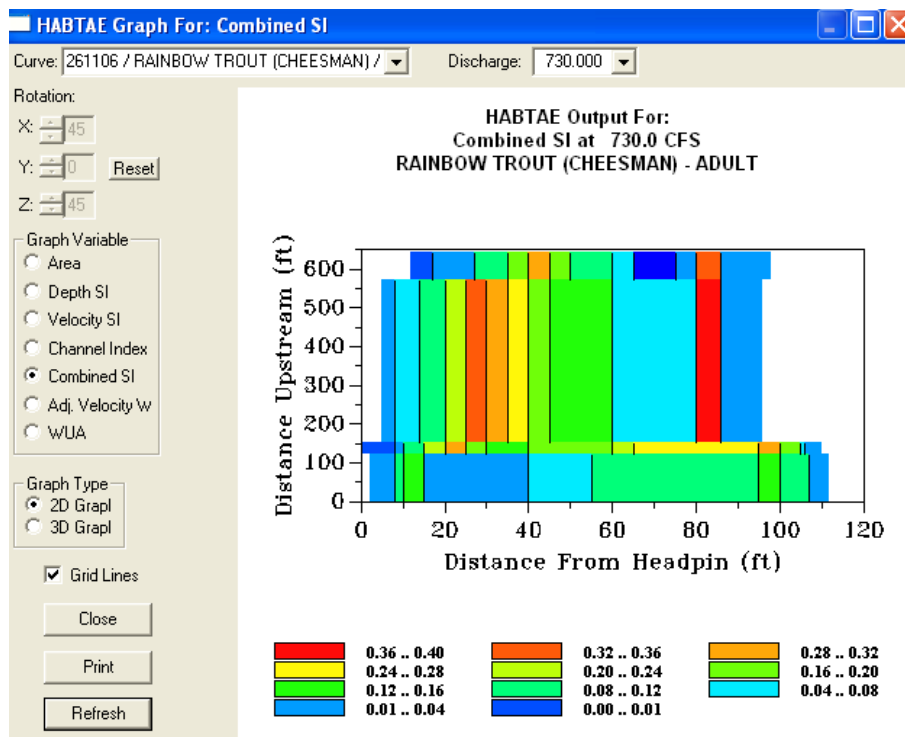 HABTAE Graph For: Combined SI
Curve: 261106 / RAINBOW TROUT (CHEESMAN) / Discharge: 730.000
Rotation:
X: 45
Y: 0 Reset
Z: 45
Graph Variable
Area
Depth SI
Velocity SI
Channel Index
Combined SI
Adj. Velocity W
WUA
Graph Type
2D Grapl
3D Grapl
Grid Lines
Close
Print
Refresh
HABTAE Output For:
Combined SI at 730.0 CFS
RAINBOW TROUT (CHEESMAN) - ADULT
Distance Upstream (ft)
600
500
400
300
200
100
0
0 20 40 60 80 100 120
Distance From Headpin (ft)
0.36 .. 0.40 0.32 .. 0.36 0.28 .. 0.32
0.24 .. 0.28 0.20 .. 0.24 0.16 .. 0.20
0.12 .. 0.16 0.08 .. 0.12 0.04 .. 0.08
0.01 .. 0.04 0.00 .. 0.01